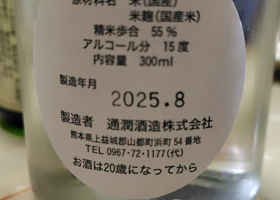 原材料名 米(国産)
米麹(国産米)
精米歩合 55%
アルコール分 15度
内容量 300ml
製造年月
2025.8
製造者 通潤酒造株式会社
熊本県上益城郡山都町浜町54番地
TEL 0967-72-1177(代)
お酒は20歳になってから